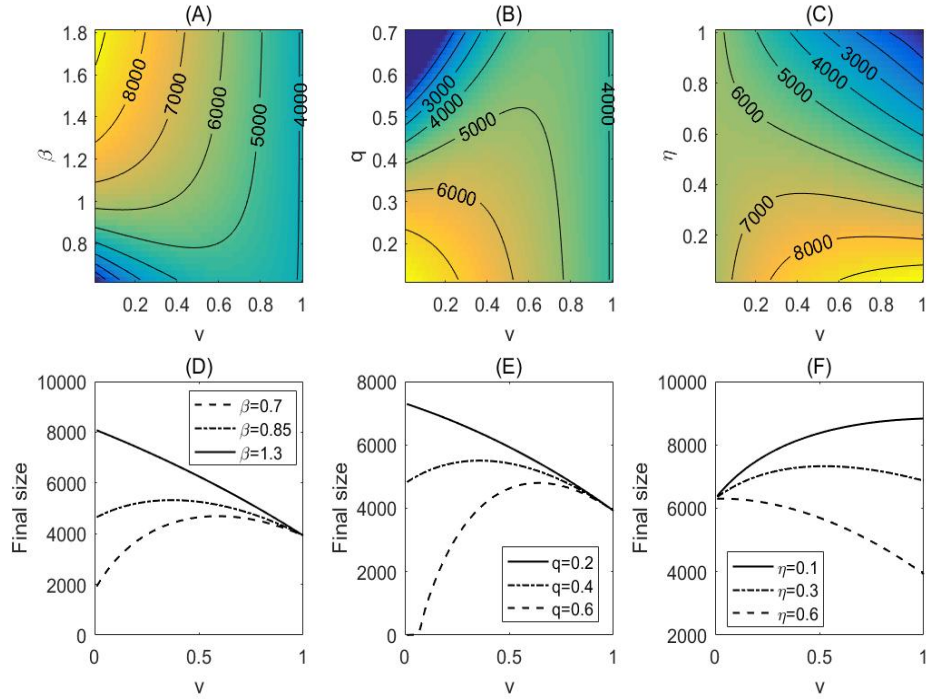 (A)
1.8
1.6
1.4
1.2
1
0.8
β
8000
7000
6000
5000
4000
0.2
0.4
0.6
0.8
1
v
(B)
0.7
0.6
0.5
0.4
0.3
0.2
q
3000
4000
5000
6000
4000
0.2
0.4
0.6
0.8
1
v
(C)
1
0.8
0.6
0.4
0.2
η
3000
4000
5000
6000
7000
8000
0.2
0.4
0.6
0.8
1
v
(D)
10000
8000
6000
4000
2000
0
Final size
β=0.7
β=0.85
β=1.3
0
0.5
1
v
(E)
8000
6000
4000
2000
0
Final size
q=0.2
q=0.4
q=0.6
0
0.5
1
v
(F)
10000
8000
6000
4000
2000
Final size
η=0.1
η=0.3
η=0.6
0
0.5
1
v